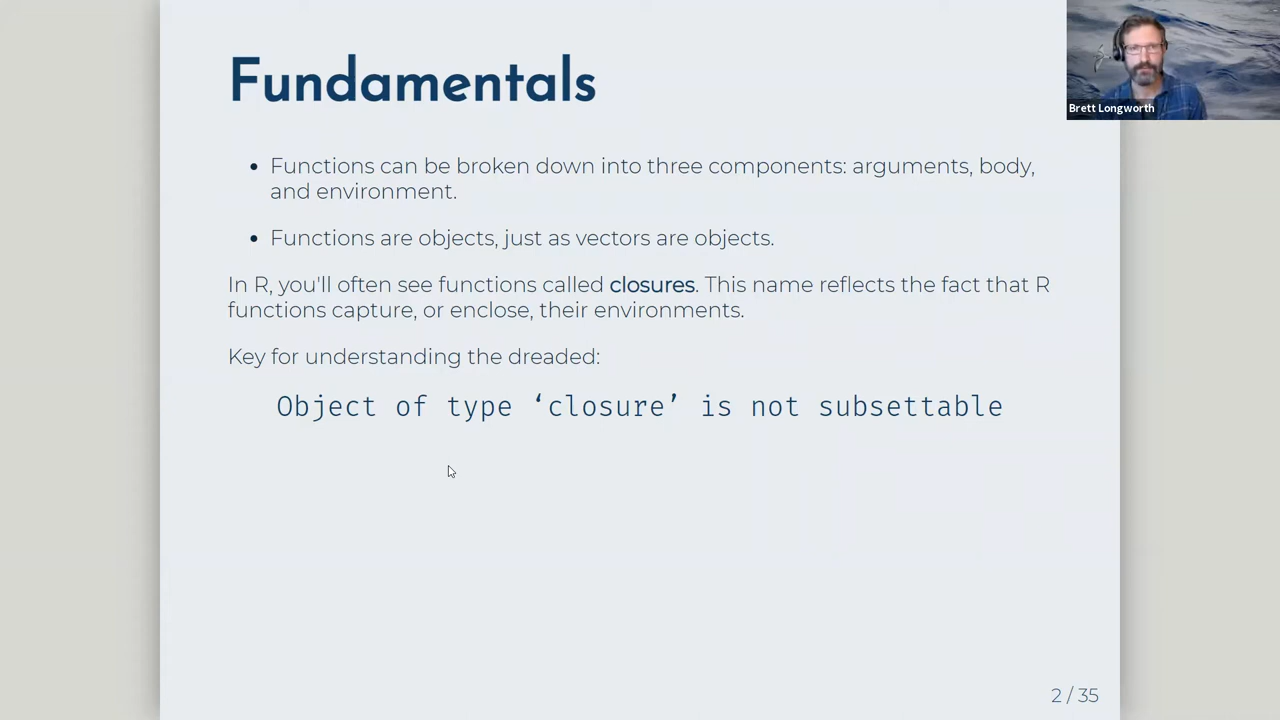 Fundamentals
Brett Longworth
• Functions can be broken down into three components: arguments, body,
and environment.
• Functions are objects, just as vectors are objects.
In R, you'll often see functions called closures. This name reflects the fact that R
functions capture, or enclose, their environments.
Key for understanding the dreaded:
Object of type ‘closure’ is not subsettable
2 / 35